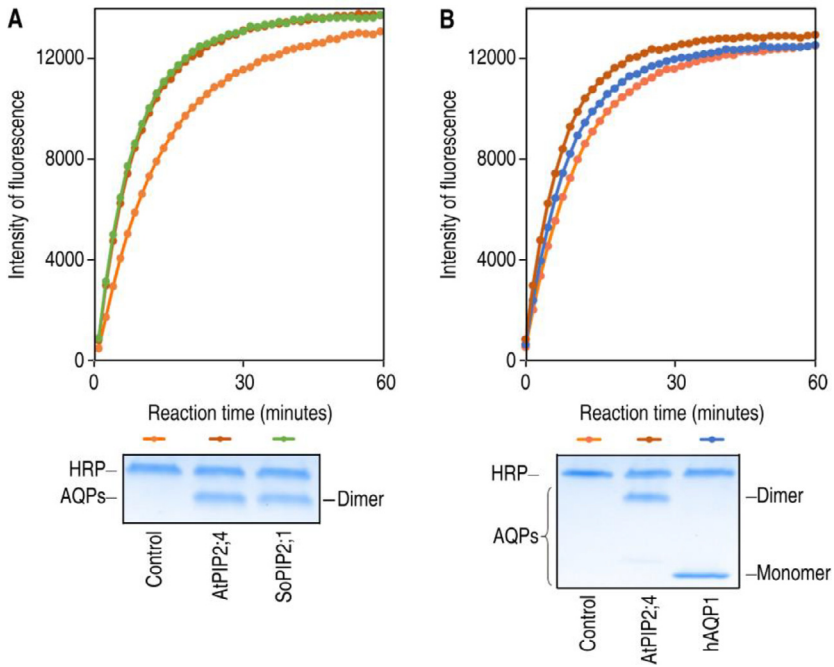 A
Intensity of fluorescence
12000
8000
4000
0
0
30
60
Reaction time (minutes)
HRP
AQPs
Dimer
Control
AtPIP2;4
SoPIP2;1
B
Intensity of fluorescence
12000
8000
4000
0
0
30
60
Reaction time (minutes)
HRP
AQPs
Dimer
Monomer
Control
AtPIP2;4
hAQP1